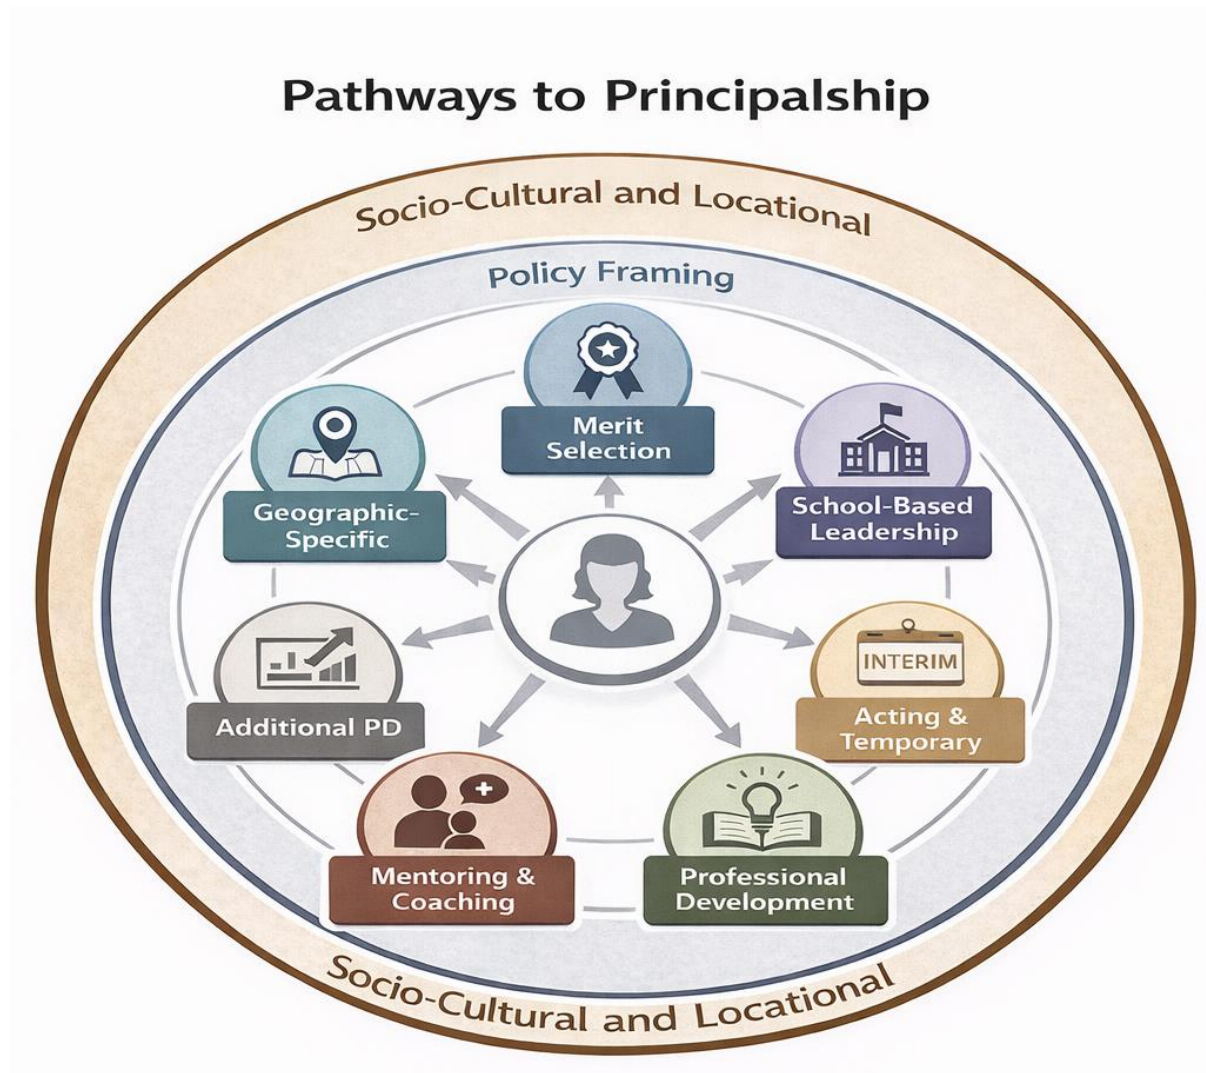 Pathways to Principalship
Socio-Cultural and Locational
Policy Framing
Merit
Selection
Geographic-
Specific
School-Based
Leadership
INTERIM
Additional PD
Acting &
Temporary
Mentoring &
Coaching
Professional
Development
Socio-Cultural and Locational